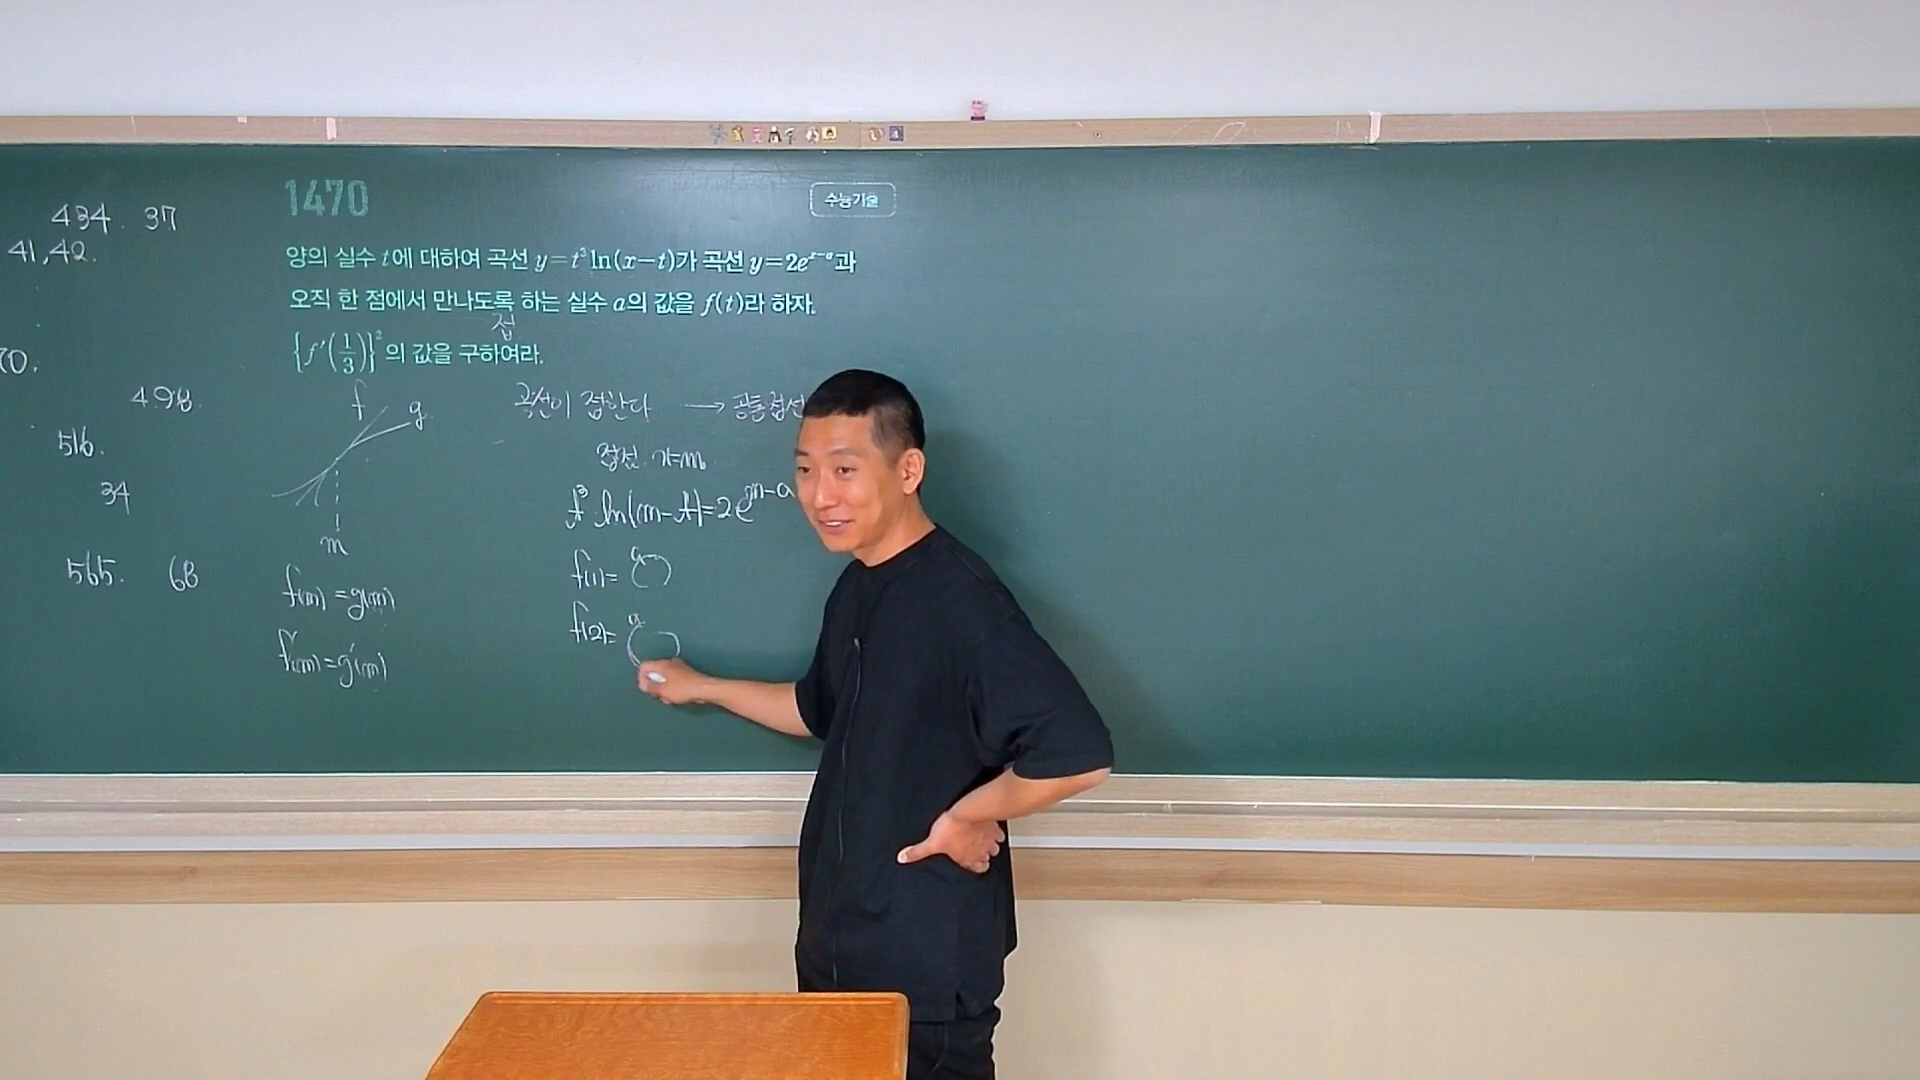 1470
수능기출
양의 실수 t에 대하여 곡선 y=t³ln(x-t)가 곡선 y=2e^{x-a}과
오직 한 점에서 만나도록 하는 실수 a의 값을 f(t)라 하자.
접
{f'(1/3)}²의 값을 구하여라.
434. 37
41,42.
70.
498.
516.
34
565. 68
f
g
m
f(m)=g(m)
f'(m)=g'(m)
곡선이 접한다 → 공통접선
접점 x=m
t³ ln(m-t)=2e^{m-a}
f(1)= a
f(2)= a